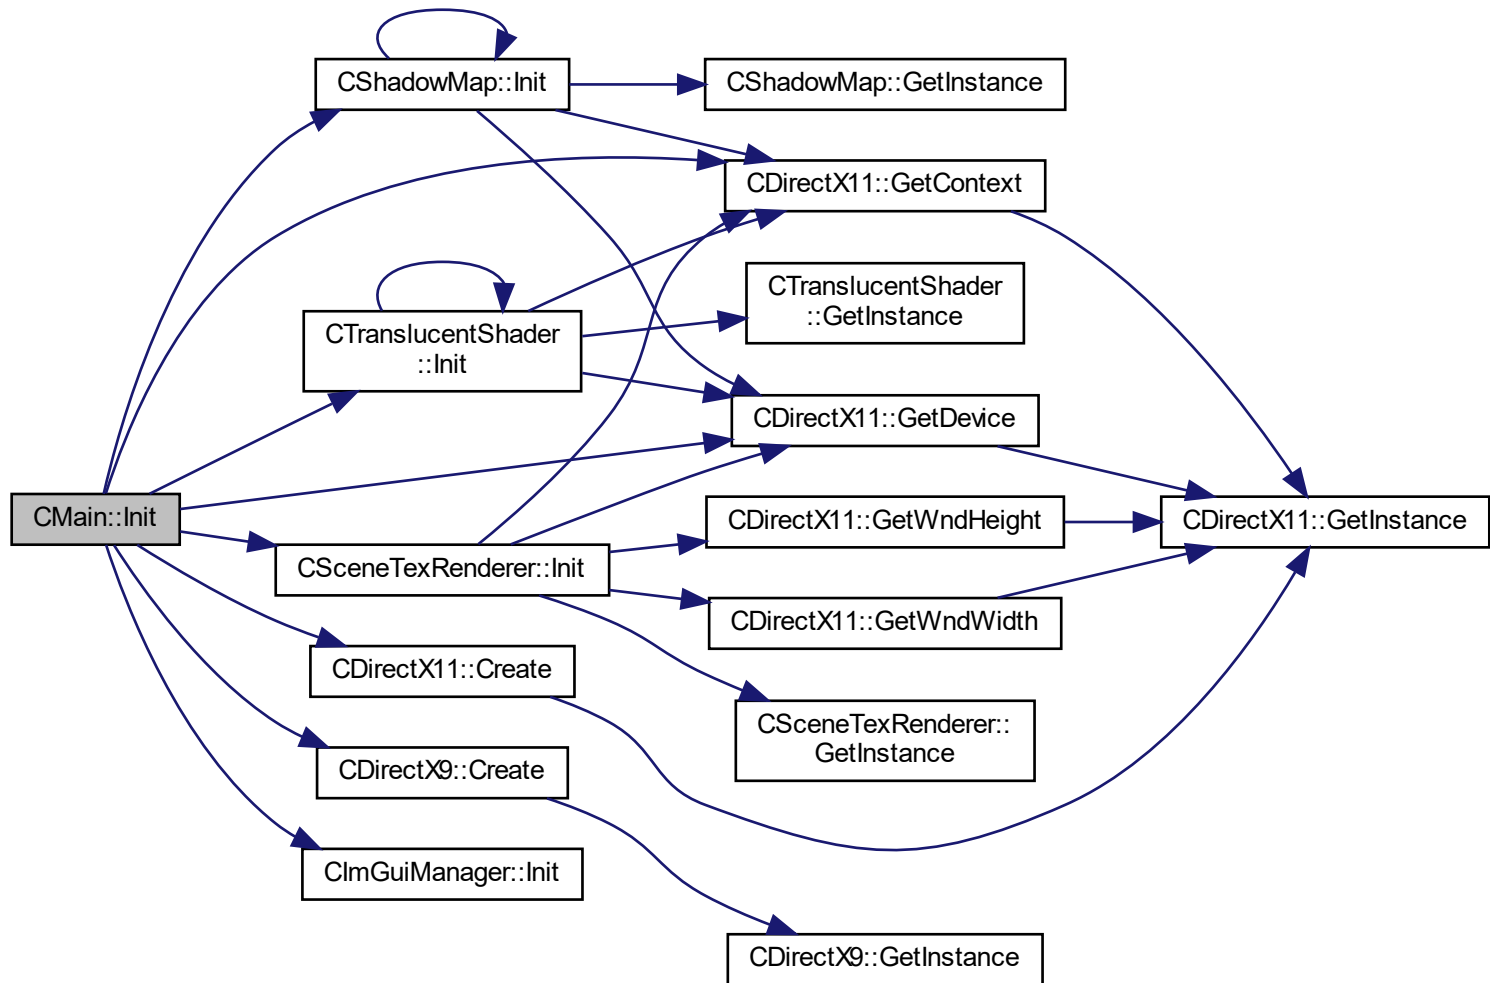 CShadowMap::Init
CShadowMap::GetInstance
CDirectX11::GetContext
CTranslucentShader
::GetInstance
CTranslucentShader
::Init
CDirectX11::GetDevice
CMain::Init
CDirectX11::GetWndHeight
CDirectX11::GetInstance
CSceneTexRenderer::Init
CDirectX11::GetWndWidth
CDirectX11::Create
CSceneTexRenderer::
GetInstance
CDirectX9::Create
CImGuiManager::Init
CDirectX9::GetInstance